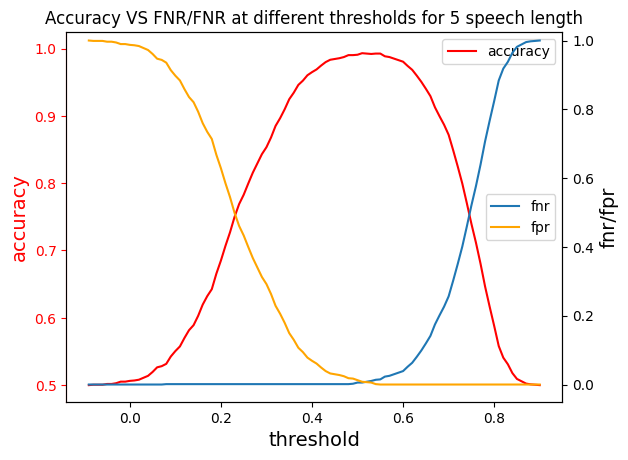 Accuracy VS FNR/FNR at different thresholds for 5 speech length
accuracy
fnr
fpr
accuracy
fnr/fpr
threshold
1.0
0.9
0.8
0.7
0.6
0.5
1.0
0.8
0.6
0.4
0.2
0.0
0.0
0.2
0.4
0.6
0.8